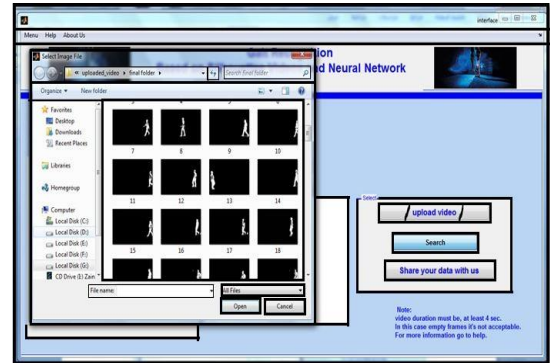 interface
Menu Help About Us
Select Image File
uploaded_video final folder
Search final folder
nd Neural Network
Organize New folder
Favorites
Desktop
Downloads
Recent Places
Libraries
Homegroup
Computer
Local Disk (C:)
Local Disk (D:)
Local Disk (E:)
Local Disk (F:)
Local Disk (G:)
CD Drive (I:) Zain
7 8 9 10
11 12 13 14
15 16 17 18
File name:
All Files
Open Cancel
Select
upload video
Search
Share your data with us
Note:
video duration must be, at least 4 sec.
In this case empty frames it's not acceptable.
For more information go to help.